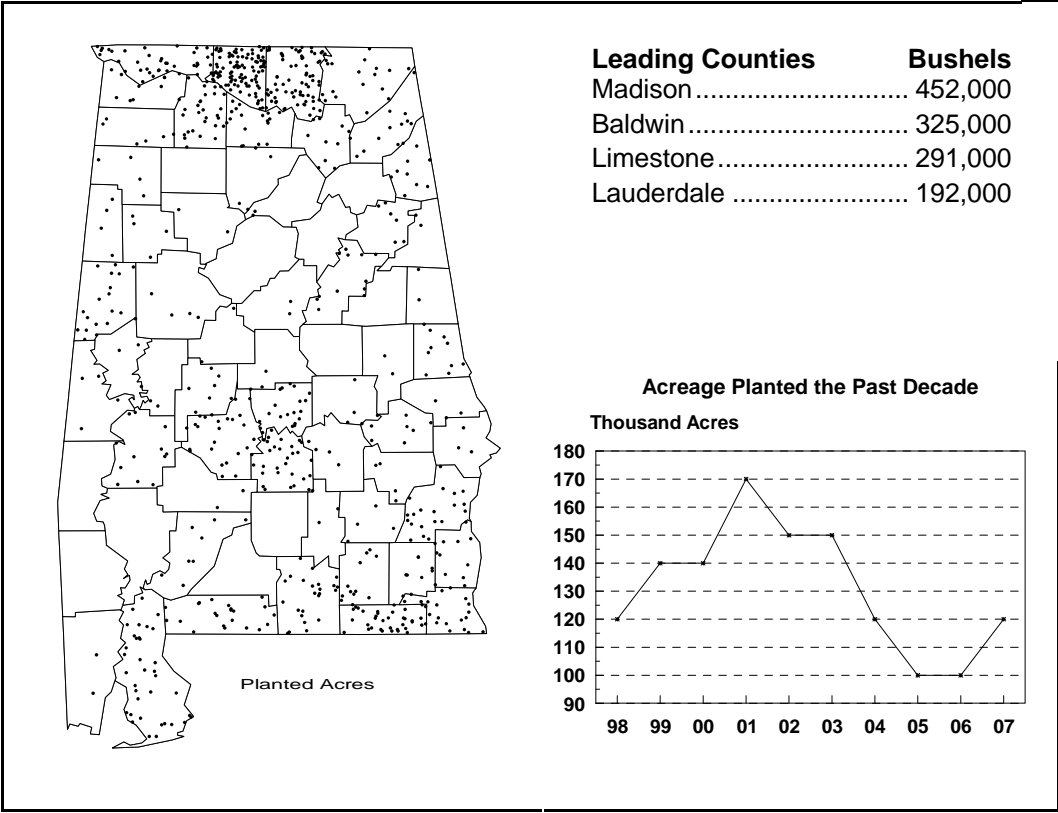 Leading Counties Bushels
Madison............................. 452,000
Baldwin.............................. 325,000
Limestone.......................... 291,000
Lauderdale ........................ 192,000
Planted Acres
Acreage Planted the Past Decade
Thousand Acres
180
170
160
150
140
130
120
110
100
90
98 99 00 01 02 03 04 05 06 07